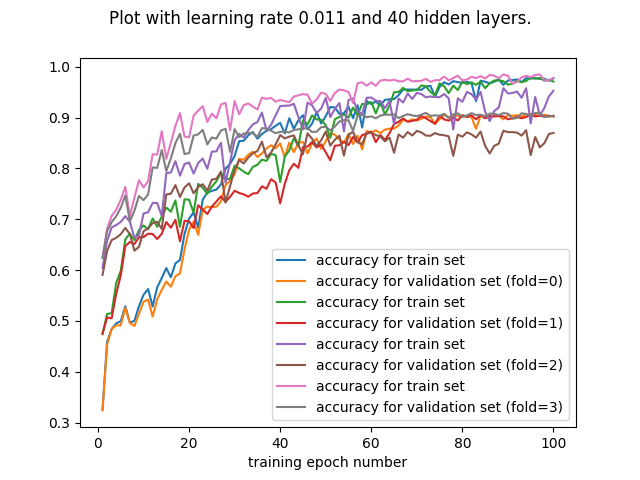 Plot with learning rate 0.011 and 40 hidden layers.
1.0
0.9
0.8
0.7
0.6
0.5
0.4
0.3
accuracy for train set
accuracy for validation set (fold=0)
accuracy for train set
accuracy for validation set (fold=1)
accuracy for train set
accuracy for validation set (fold=2)
accuracy for train set
accuracy for validation set (fold=3)
0 20 40 60 80 100
training epoch number